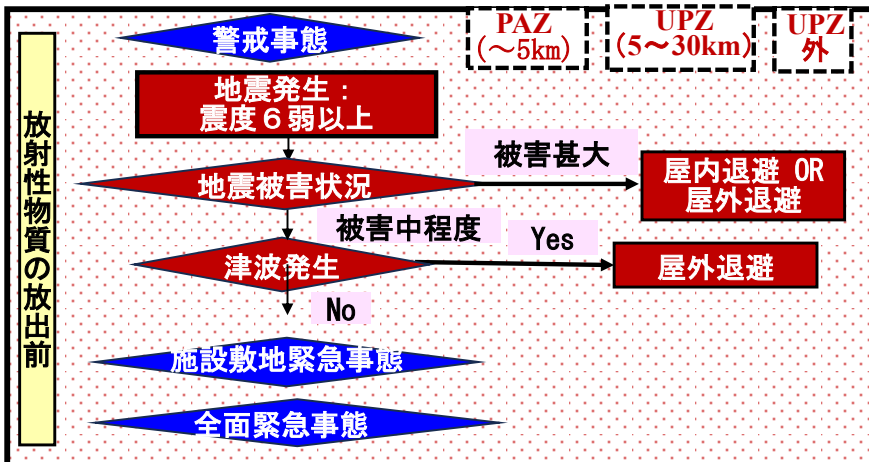 警戒事態
PAZ
(～5km)
UPZ
(5～30km)
UPZ
外
放射性物質の放出前
地震発生：
震度６弱以上
地震被害状況
被害甚大
屋内退避 OR
屋外退避
被害中程度
津波発生
Yes
屋外退避
No
施設敷地緊急事態
全面緊急事態